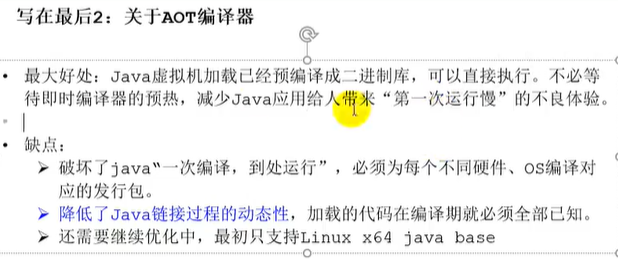 写在最后2：关于AOT编译器
• 最大好处：Java虚拟机加载已经预编译成二进制库，可以直接执行。不必等
待即时编译器的预热，减少Java应用给人带来“第一次运行慢”的不良体验。
•
• 缺点：
➢ 破坏了java“一次编译，到处运行”，必须为每个不同硬件、OS编译对
应的发行包。
➢ 降低了Java链接过程的动态性，加载的代码在编译期就必须全部已知。
➢ 还需要继续优化中，最初只支持Linux x64 java base